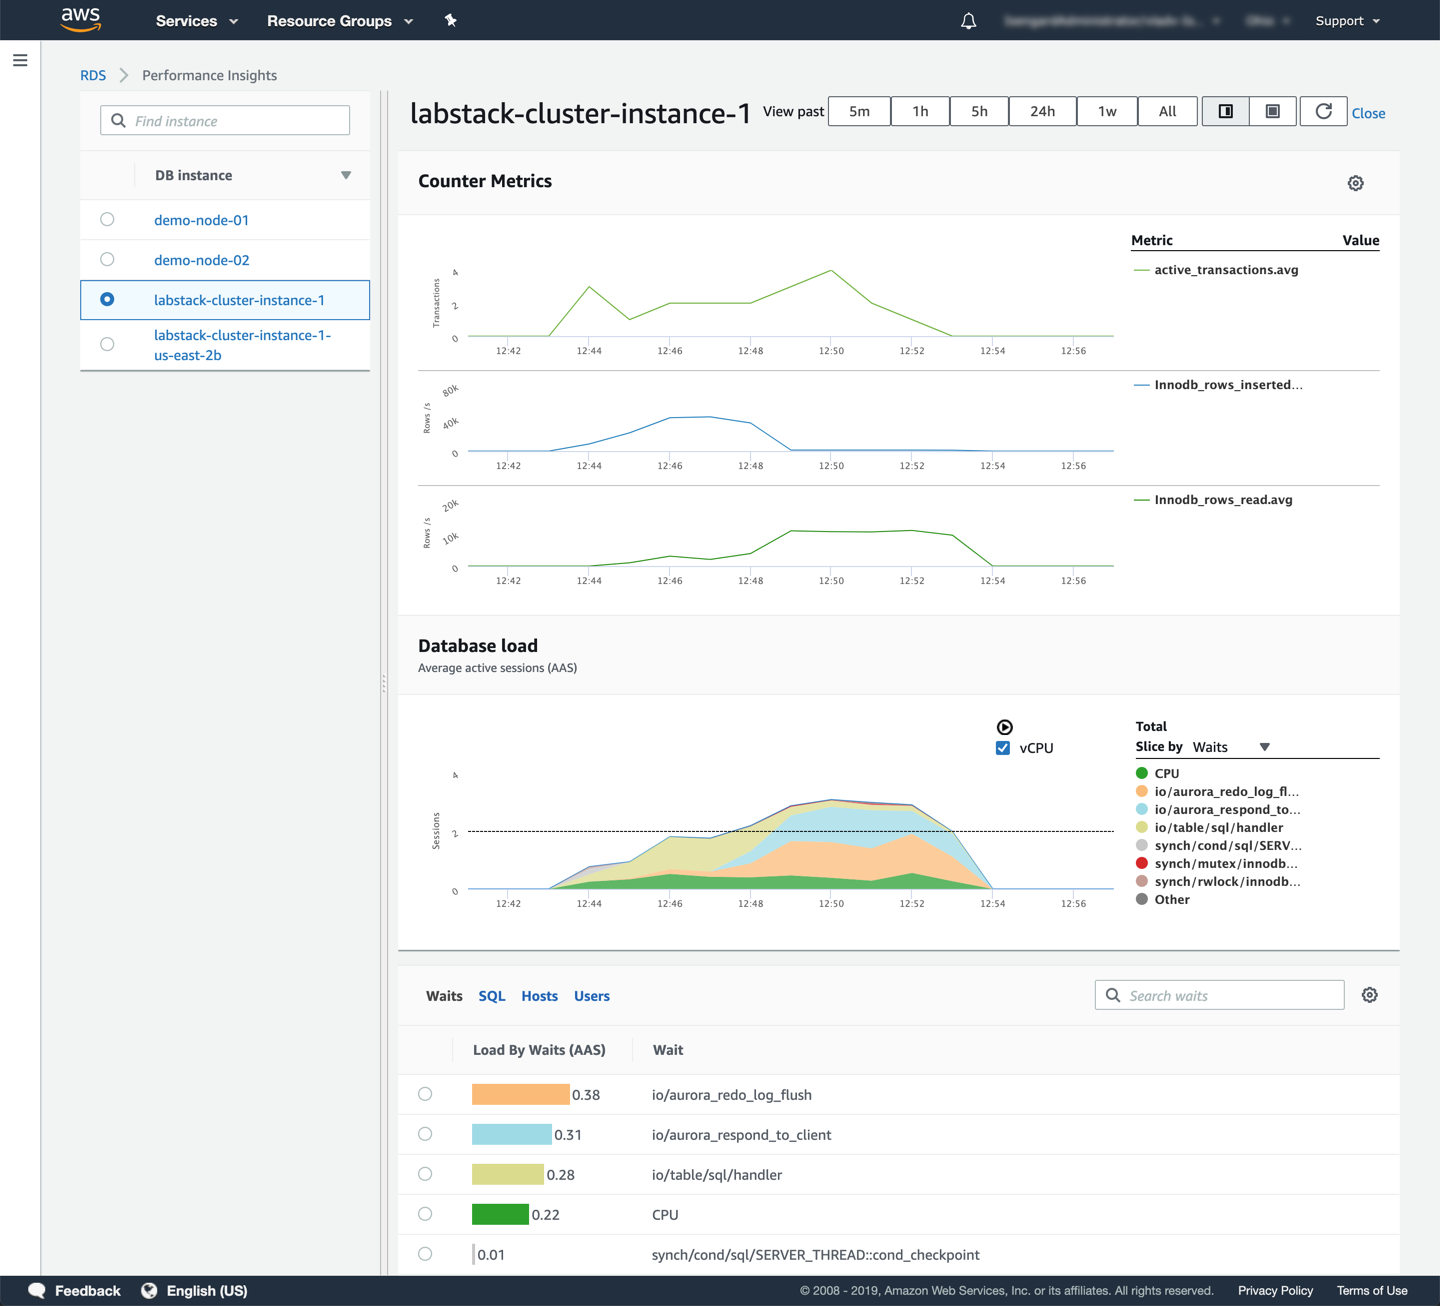 aws
Services
Resource Groups
Support
RDS
Performance Insights
Find instance
DB instance
demo-node-01
demo-node-02
labstack-cluster-instance-1
labstack-cluster-instance-1-
us-east-2b
labstack-cluster-instance-1
View past
5m
1h
5h
24h
1w
All
Close
Counter Metrics
Metric Value
Transactions
4
2
0
12:42 12:44 12:46 12:48 12:50 12:52 12:54 12:56
active_transactions.avg
Rows /s
80k
40k
0
12:42 12:44 12:46 12:48 12:50 12:52 12:54 12:56
Innodb_rows_inserted...
Rows /s
20k
10k
0
12:42 12:44 12:46 12:48 12:50 12:52 12:54 12:56
Innodb_rows_read.avg
Database load
Average active sessions (AAS)
vCPU
Sessions
4
2
0
12:42 12:44 12:46 12:48 12:50 12:52 12:54 12:56
Total
Slice by Waits
CPU
io/aurora_redo_log_fl...
io/aurora_respond_to...
io/table/sql/handler
synch/cond/sql/SERV...
synch/mutex/innodb...
synch/rwlock/innodb...
Other
Waits SQL Hosts Users
Search waits
Load By Waits (AAS) Wait
0.38 io/aurora_redo_log_flush
0.31 io/aurora_respond_to_client
0.28 io/table/sql/handler
0.22 CPU
0.01 synch/cond/sql/SERVER_THREAD::cond_checkpoint
Feedback
English (US)
© 2008 - 2019, Amazon Web Services, Inc. or its affiliates. All rights reserved.
Privacy Policy
Terms of Use